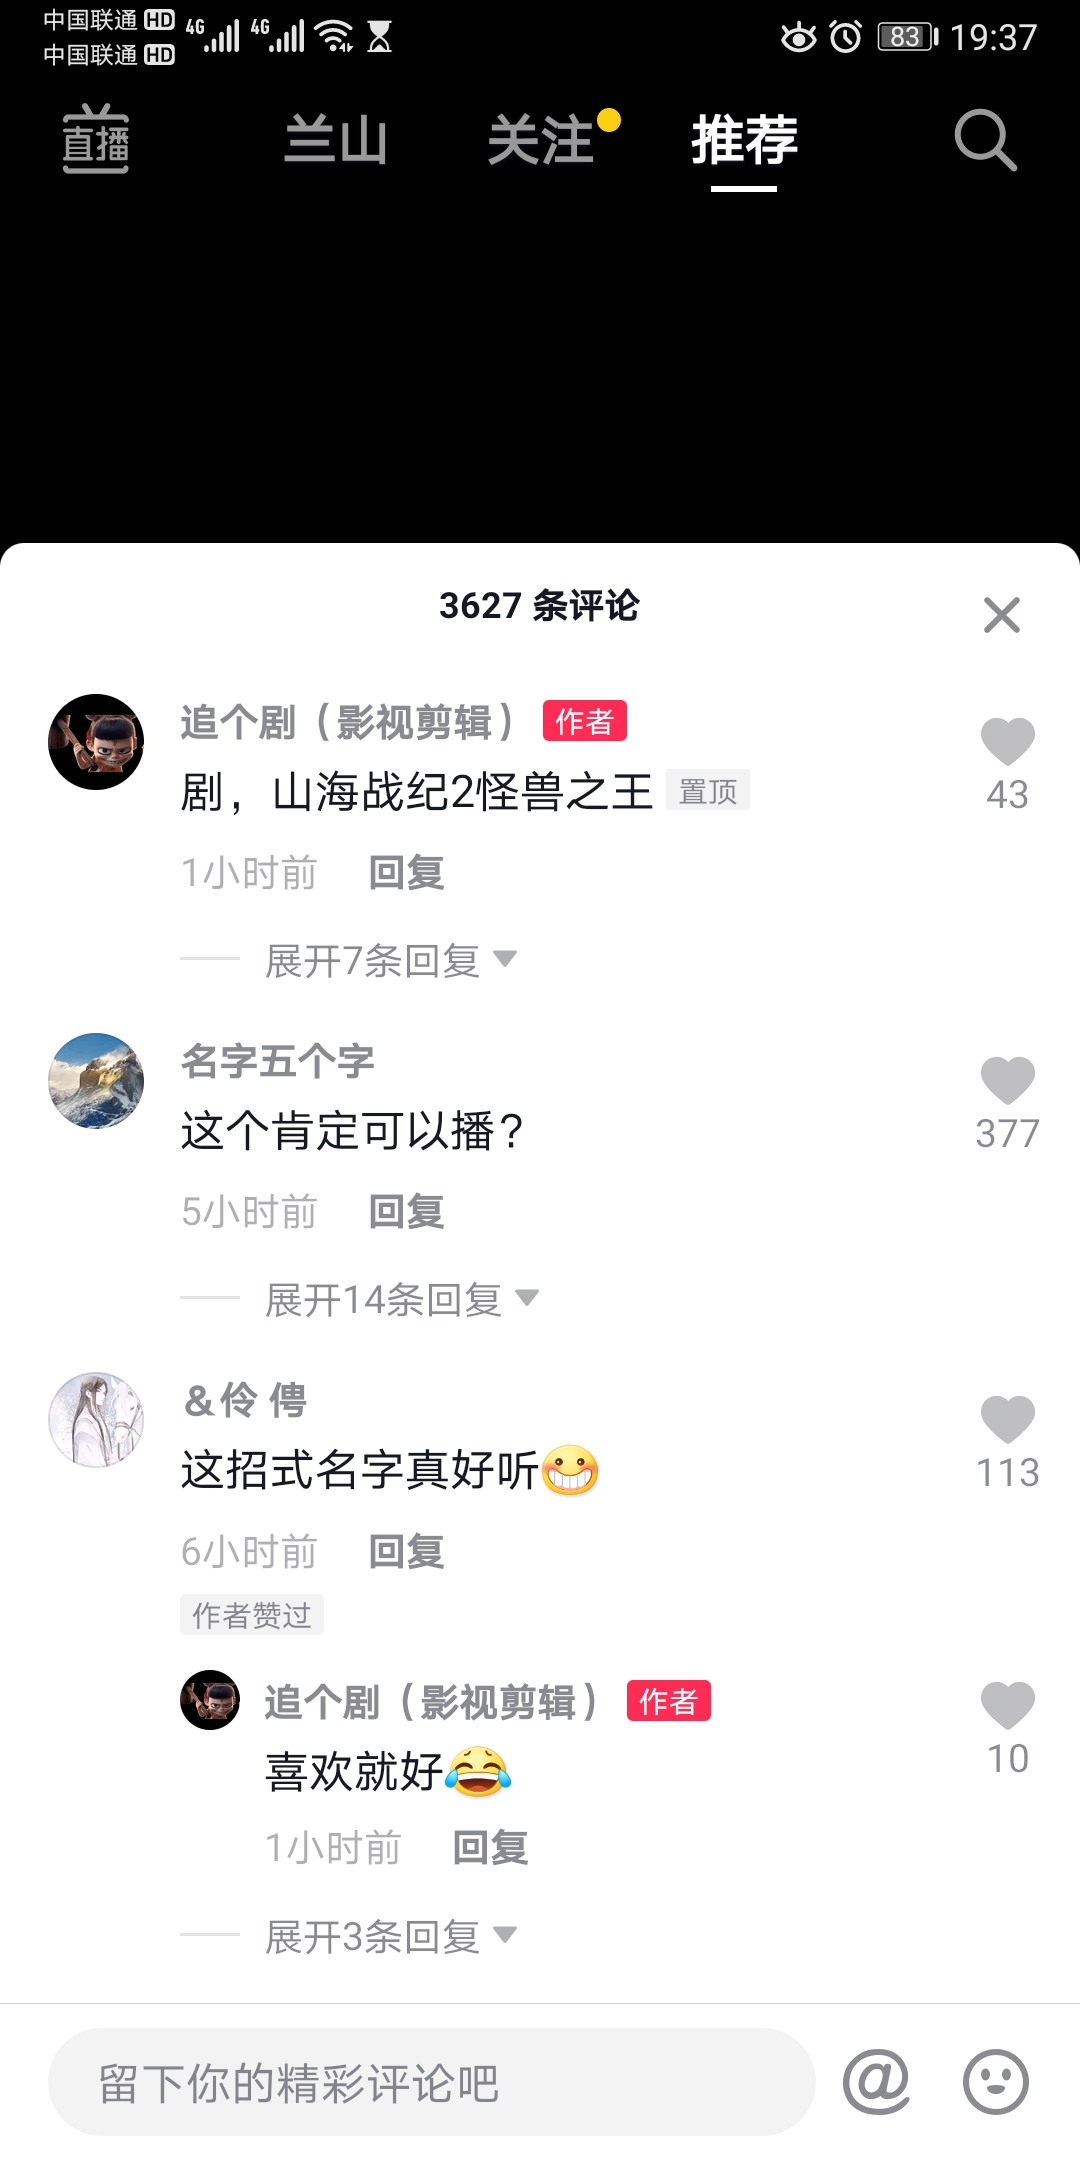 中国联通 HD 4G 4G 83 19:37
中国联通 HD
直播 兰山 关注 推荐
3627 条评论
追个剧（影视剪辑） 作者
剧，山海战纪2怪兽之王 置顶
43
1小时前 回复
展开7条回复
名字五个字
这个肯定可以播？
377
5小时前 回复
展开14条回复
&伶 俜
这招式名字真好听😁
113
6小时前 回复
作者赞过
追个剧（影视剪辑） 作者
喜欢就好😂
10
1小时前 回复
展开3条回复
留下你的精彩评论吧 @